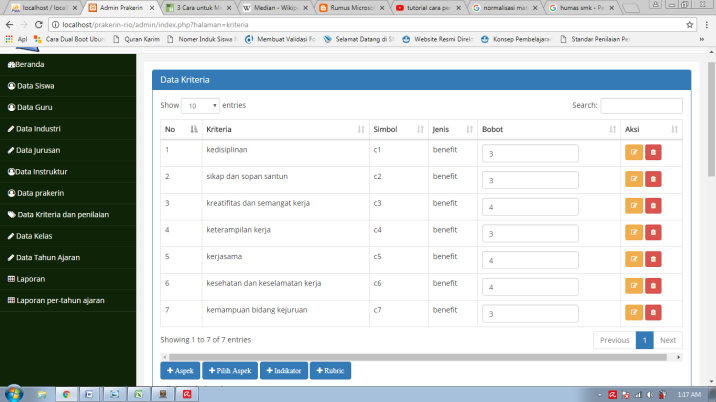 localhost / local
Admin Prakerin
3 Cara untuk M
Median - Wikip
Rumus Microso
tutorial cara pe
normalisasi ma
humas smk - Pe
localhost/prakerin-rio/admin/index.php?halaman=kriteria
Apl Cara Dual Boot Ubun Quran Karim Nomer Induk Siswa Membuat Validasi Fo Selamat Datang di Si Website Resmi Direkt Konsep Pembelajaran Standar Penilaian Pen »
Beranda
Data Siswa
Data Guru
Data Industri
Data Jurusan
Data Instruktur
Data prakerin
Data Kriteria dan penilaian
Data Kelas
Data Tahun Ajaran
Laporan
Laporan per-tahun ajaran
Data Kriteria
Show 10 entries Search:
No Kriteria Simbol Jenis Bobot Aksi
1 kedisiplinan c1 benefit 3
2 sikap dan sopan santun c2 benefit 3
3 kreatifitas dan semangat kerja c3 benefit 4
4 keterampilan kerja c4 benefit 3
5 kerjasama c5 benefit 4
6 kesehatan dan keselamatan kerja c6 benefit 4
7 kemampuan bidang kejuruan c7 benefit 3
Showing 1 to 7 of 7 entries Previous 1 Next
+ Aspek + Pilih Aspek + Indikator + Rubric
1:17 AM